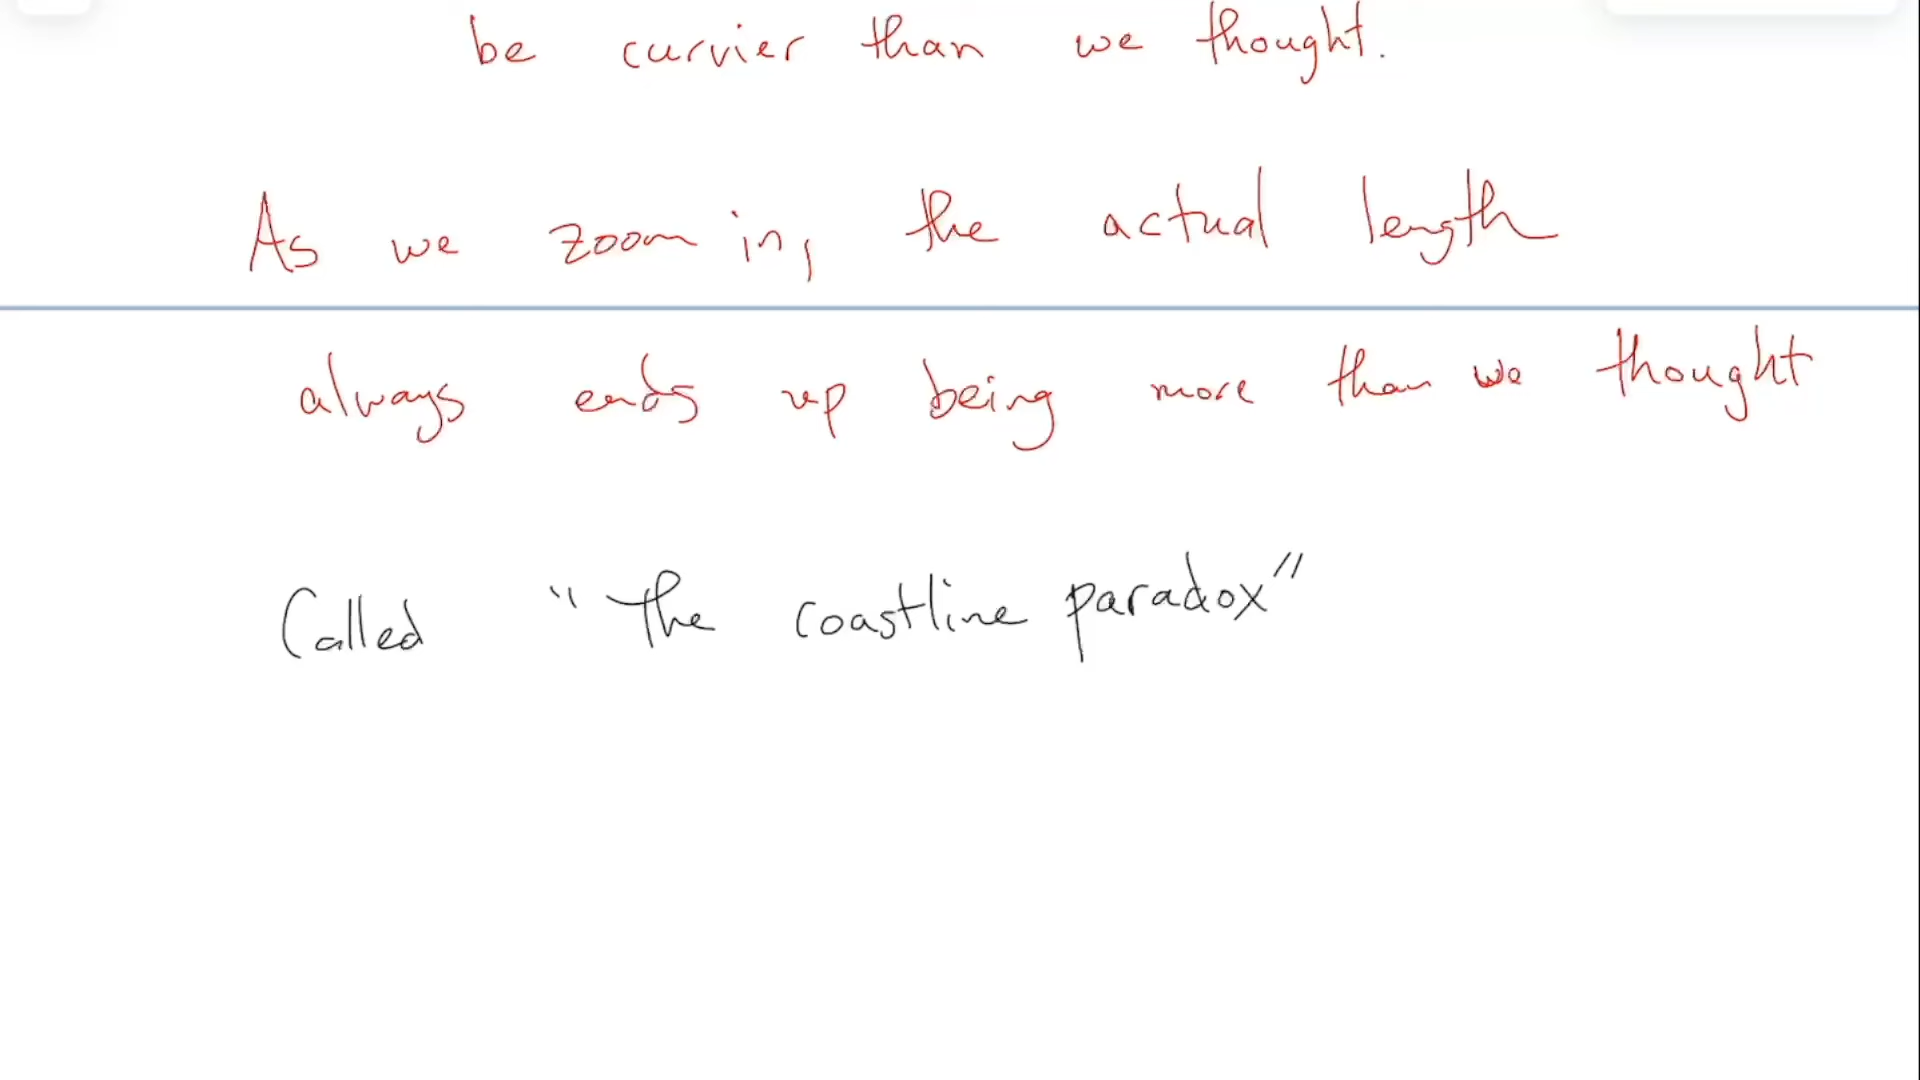 be curvier than we thought.
As we zoom in, the actual length
always ends up being more than we thought
Called "The coastline paradox"